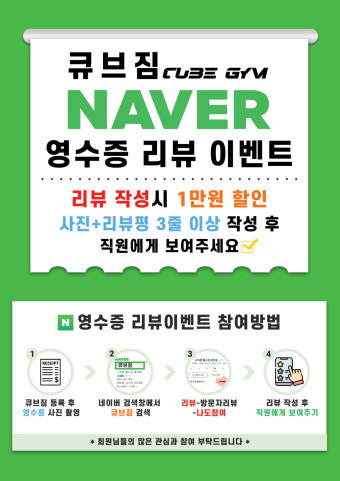 큐브짐 CUBE GYM
NAVER
영수증 리뷰 이벤트
리뷰 작성시 1만원 할인
사진+리뷰평 3줄 이상 작성 후
직원에게 보여주세요
N 영수증 리뷰이벤트 참여방법
1
RECEIPT
큐브짐 등록 후
영수증 사진 촬영
2
NAVER
큐브짐
네이버 검색창에서
큐브짐 검색
3
리뷰-방문자리뷰
-나도참여
4
리뷰 작성 후
직원에게 보여주기
* 회원님들의 많은 관심과 참여 부탁드립니다 *